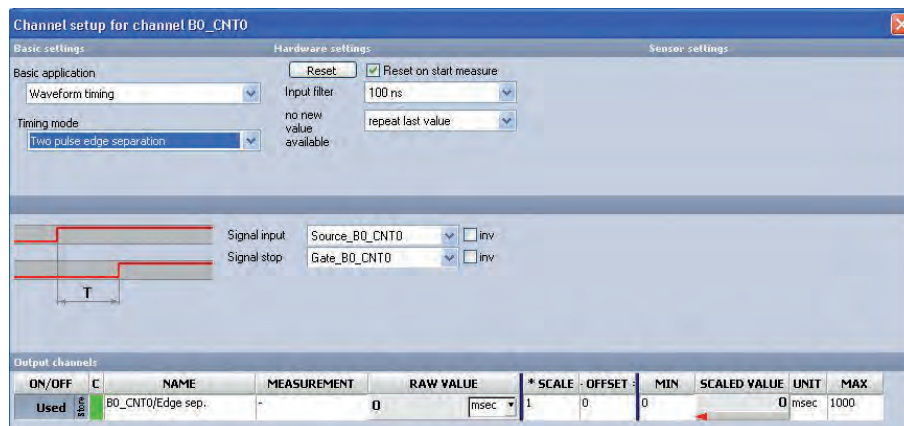 Channel setup for channel B0_CNT0
Basic settings
Hardware settings
Sensor settings
Basic application
Waveform timing
Timing mode
Two pulse edge separation
Reset
Reset on start measure
Input filter
100 ns
no new
value
available
repeat last value
Signal input
Source_B0_CNT0
inv
Signal stop
Gate_B0_CNT0
inv
T
Output channels
ON/OFF C NAME MEASUREMENT RAW VALUE * SCALE - OFFSET = MIN SCALED VALUE UNIT MAX
Used Store B0_CNT0/Edge sep. - 0 msec 1 0 0 0 msec 1000